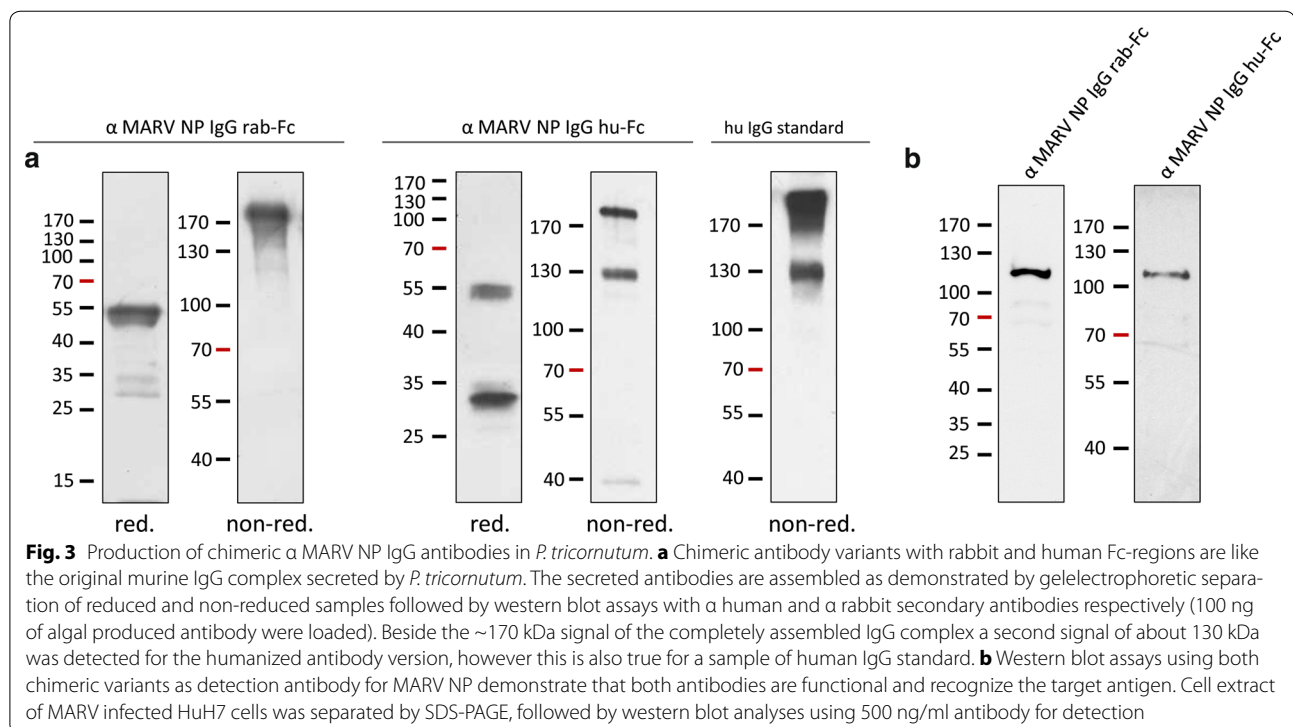 α MARV NP IgG rab-Fc
α MARV NP IgG hu-Fc
hu IgG standard
a
170
130
100
70
55
40
35
25
15
red.
170
130
100
70
55
40
non-red.
170
130
100
70
55
40
35
25
red.
170
130
100
70
55
40
non-red.
170
130
100
70
55
40
non-red.
b
α MARV NP IgG rab-Fc
170
130
100
70
55
40
35
25
α MARV NP IgG hu-Fc
170
130
100
70
55
40
Fig. 3 Production of chimeric α MARV NP IgG antibodies in P. tricornutum. a Chimeric antibody variants with rabbit and human Fc-regions are like
the original murine IgG complex secreted by P. tricornutum. The secreted antibodies are assembled as demonstrated by gelelectrophoretic separa-
tion of reduced and non-reduced samples followed by western blot assays with α human and α rabbit secondary antibodies respectively (100 ng
of algal produced antibody were loaded). Beside the ~170 kDa signal of the completely assembled IgG complex a second signal of about 130 kDa
was detected for the humanized antibody version, however this is also true for a sample of human IgG standard. b Western blot assays using both
chimeric variants as detection antibody for MARV NP demonstrate that both antibodies are functional and recognize the target antigen. Cell extract
of MARV infected HuH7 cells was separated by SDS-PAGE, followed by western blot analyses using 500 ng/ml antibody for detection